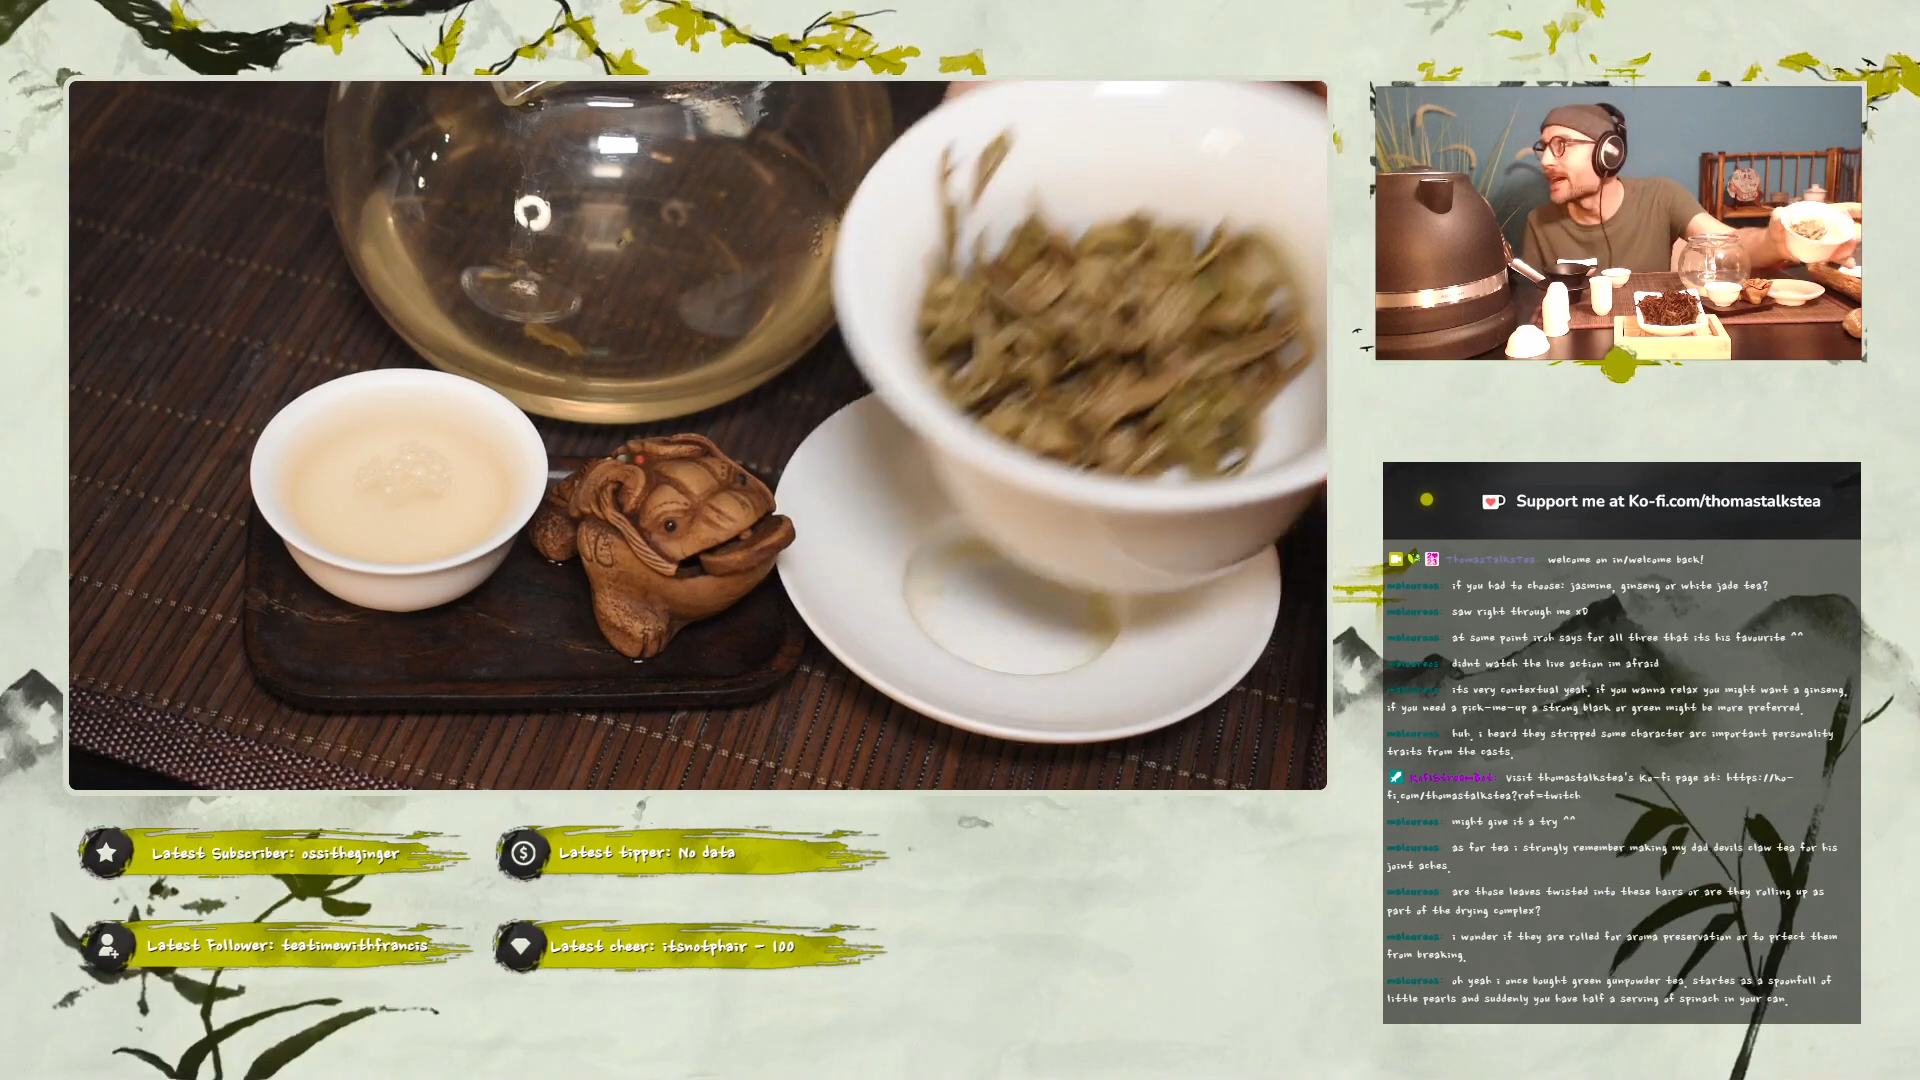 Support me at Ko-fi.com/thomastalkstea
ThomasTalksTea: welcome on in/welcome back!
if you had to choose: jasmine, ginseng or white jade tea?
saw right through me xD
at some point iroh says for all three that its his favourite ^^
didnt watch the live action im afraid
its very contextual yeah. if you wanna relax you might want a ginseng,
if you need a pick-me-up a strong black or green might be more preferred.
huh. i heard they stripped some character arc important personality
traits from the casts.
KofiStreamBot: Visit thomastalkstea's Ko-fi page at: https://ko-
fi.com/thomastalkstea?ref=twitch
might give it a try ^^
as for tea i strongly remember making my dad devils claw tea for his
joint aches.
are those leaves twisted into these hairs or are they rolling up as
part of the drying complex?
i wonder if they are rolled for aroma preservation or to prtect them
from breaking.
oh yeah i once bought green gunpowder tea. startes as a spoonfull of
little pearls and suddenly you have half a serving of spinach in your can.
Latest Subscriber: ossitheginger
Latest tipper: No data
Latest Follower: teatimewithfrancis
Latest cheer: itsnotphair - 100